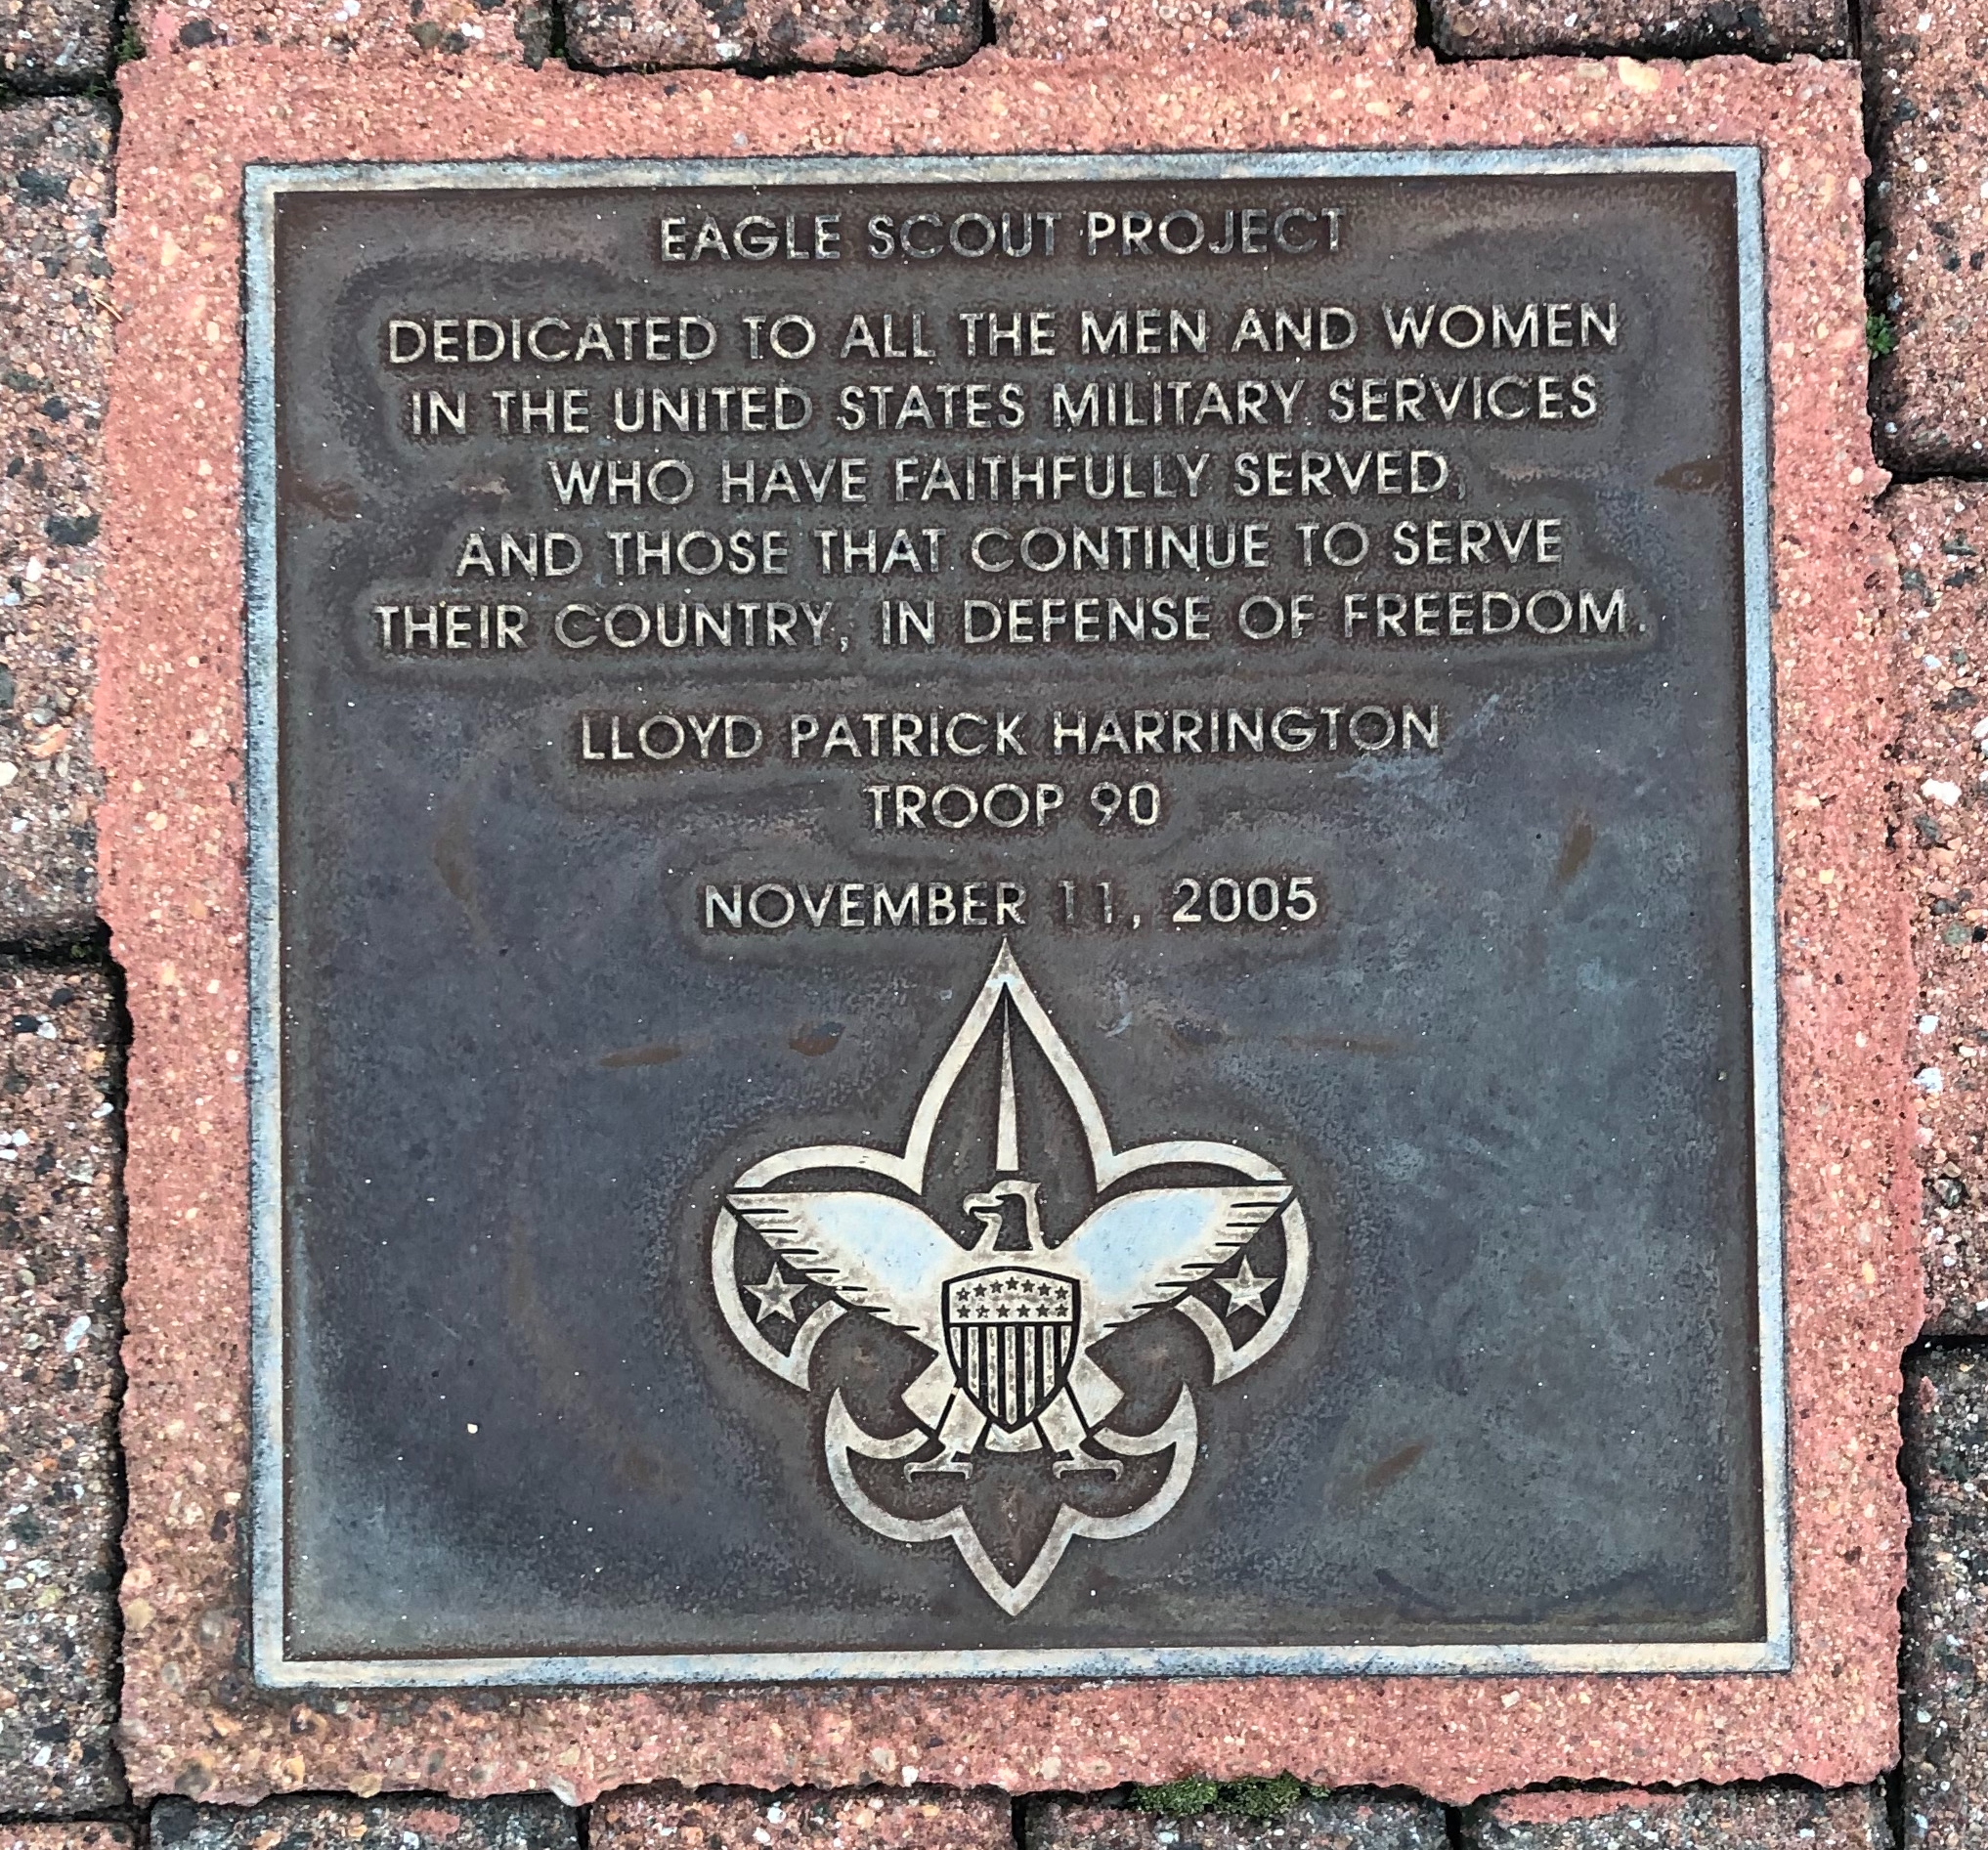 EAGLE SCOUT PROJECT
DEDICATED TO ALL THE MEN AND WOMEN
IN THE UNITED STATES MILITARY SERVICES
WHO HAVE FAITHFULLY SERVED,
AND THOSE THAT CONTINUE TO SERVE
THEIR COUNTRY, IN DEFENSE OF FREEDOM.
LLOYD PATRICK HARRINGTON
TROOP 90
NOVEMBER 11, 2005